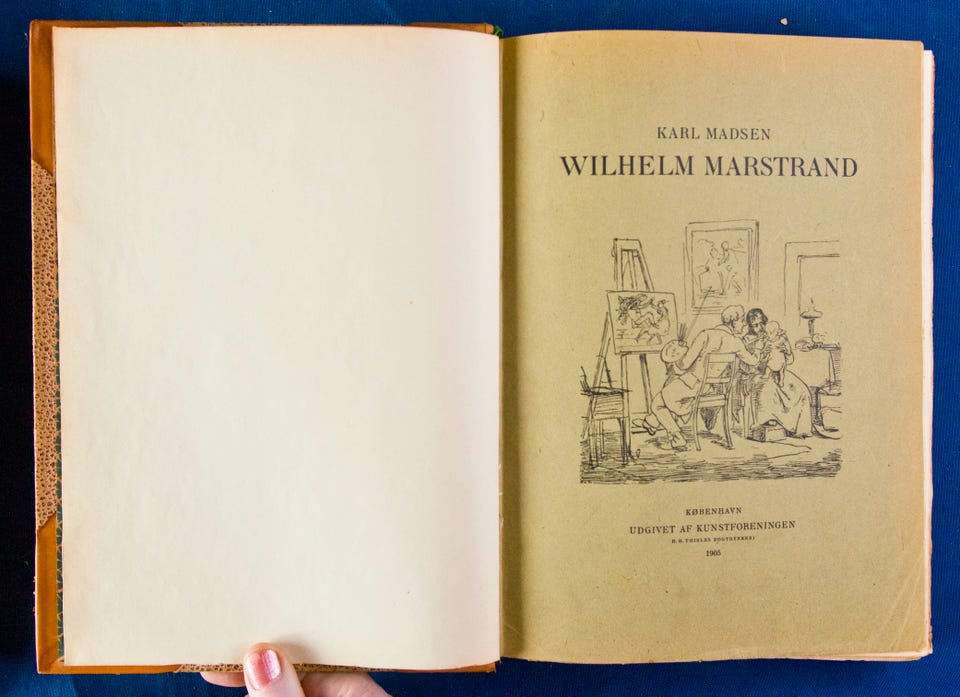 KARL MADSEN
WILHELM MARSTRAND
KØBENHAVN
UDGIVET AF KUNSTFORENINGEN
H. H. THIELES BOGTRYKKERI
1905